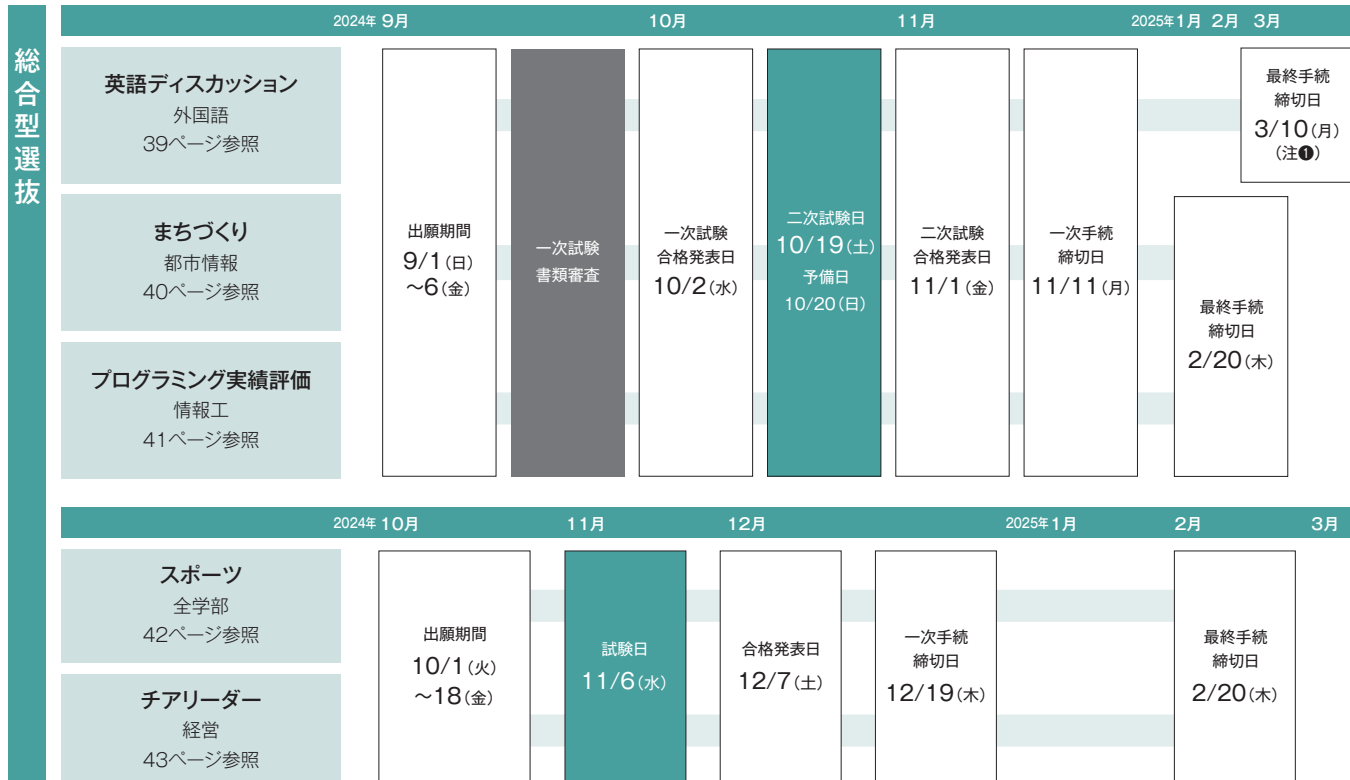 総合型選抜
2024年 9月 10月 11月 2025年1月 2月 3月
英語ディスカッション
外国語
39ページ参照
まちづくり
都市情報
40ページ参照
プログラミング実績評価
情報工
41ページ参照
出願期間
9/1(日)
〜6(金)
一次試験
書類審査
一次試験
合格発表日
10/2(水)
二次試験日
10/19(土)
予備日
10/20(日)
二次試験
合格発表日
11/1(金)
一次手続
締切日
11/11(月)
最終手続
締切日
3/10(月)
(注❶)
最終手続
締切日
2/20(木)
2024年 10月 11月 12月 2025年1月 2月 3月
スポーツ
全学部
42ページ参照
チアリーダー
経営
43ページ参照
出願期間
10/1(火)
〜18(金)
試験日
11/6(水)
合格発表日
12/7(土)
一次手続
締切日
12/19(木)
最終手続
締切日
2/20(木)